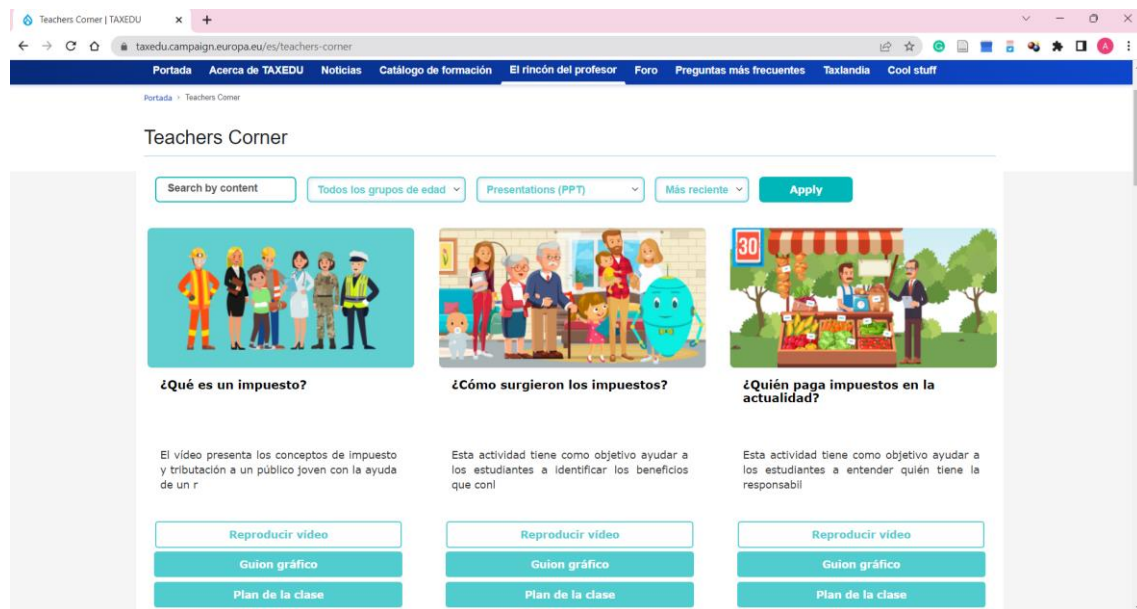 Teachers Corner | TAXEDU
taxedu.campaign.europa.eu/es/teachers-corner
A
Portada Acerca de TAXEDU Noticias Catálogo de formación El rincón del profesor Foro Preguntas más frecuentes Taxlandia Cool stuff
Portada > Teachers Corner
Teachers Corner
Search by content Todos los grupos de edad Presentations (PPT) Más reciente Apply
30
¿Qué es un impuesto?
El vídeo presenta los conceptos de impuesto
y tributación a un público joven con la ayuda
de un r
Reproducir vídeo
Guion gráfico
Plan de la clase
¿Cómo surgieron los impuestos?
Esta actividad tiene como objetivo ayudar a
los estudiantes a identificar los beneficios
que conl
Reproducir vídeo
Guion gráfico
Plan de la clase
¿Quién paga impuestos en la
actualidad?
Esta actividad tiene como objetivo ayudar a
los estudiantes a entender quién tiene la
responsabil
Reproducir vídeo
Guion gráfico
Plan de la clase